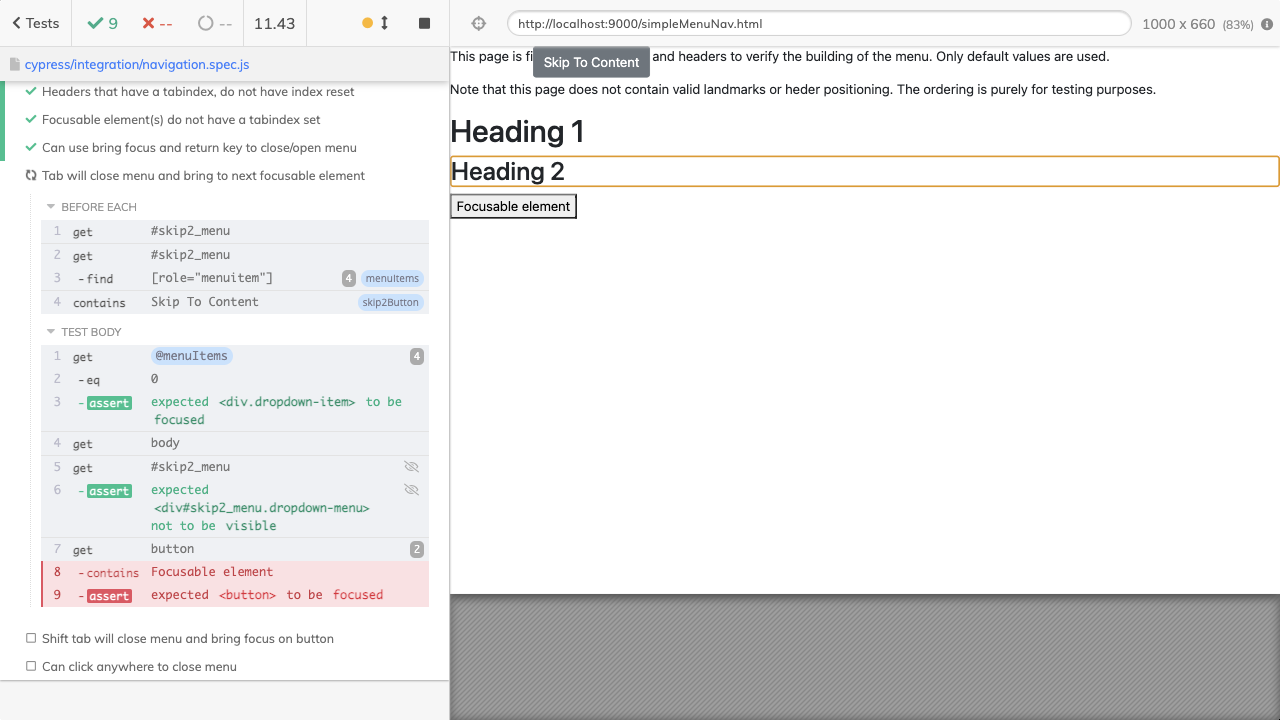 Tests 9 -- -- 11.43
cypress/integration/navigation.spec.js
Headers that have a tabindex, do not have index reset
Focusable element(s) do not have a tabindex set
Can use bring focus and return key to close/open menu
Tab will close menu and bring to next focusable element
BEFORE EACH
1 get #skip2_menu
2 get #skip2_menu
3 -find [role="menuitem"] 4 menuItems
4 contains Skip To Content skip2Button
TEST BODY
1 get @menuItems 4
2 -eq 0
3 -assert expected <div.dropdown-item> to be
focused
4 get body
5 get #skip2_menu
6 -assert expected
<div#skip2_menu.dropdown-menu>
not to be visible
7 get button 2
8 -contains Focusable element
9 -assert expected <button> to be focused
Shift tab will close menu and bring focus on button
Can click anywhere to close menu
http://localhost:9000/simpleMenuNav.html 1000 x 660 (83%)
This page is fi and headers to verify the building of the menu. Only default values are used.
Skip To Content
Note that this page does not contain valid landmarks or heder positioning. The ordering is purely for testing purposes.
Heading 1
Heading 2
Focusable element